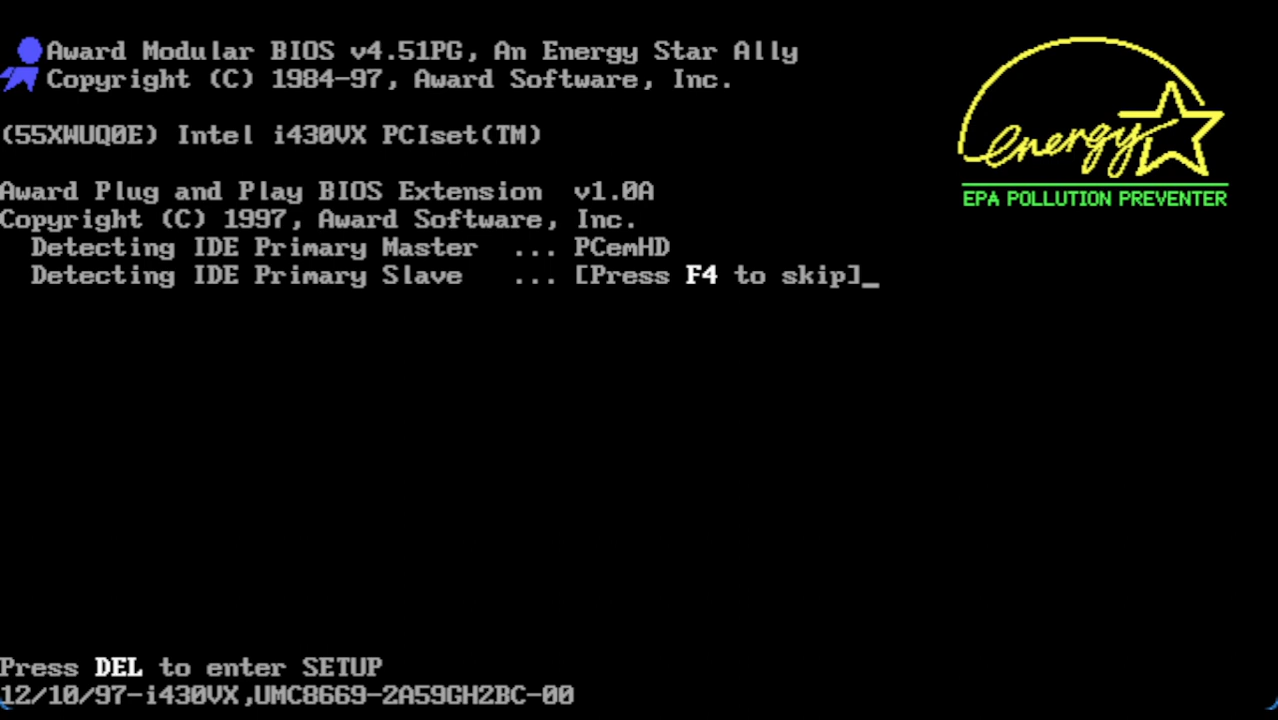 Award Modular BIOS v4.51PG, An Energy Star Ally
Copyright (C) 1984-97, Award Software, Inc.
(55XWUQ0E) Intel i430VX PCIset(TM)
energy
EPA POLLUTION PREVENTER
Award Plug and Play BIOS Extension v1.0A
Copyright (C) 1997, Award Software, Inc.
Detecting IDE Primary Master ... PCemHD
Detecting IDE Primary Slave ... [Press F4 to skip]_
Press DEL to enter SETUP
12/10/97-i430VX,UMC8669-2A59GH2BC-00